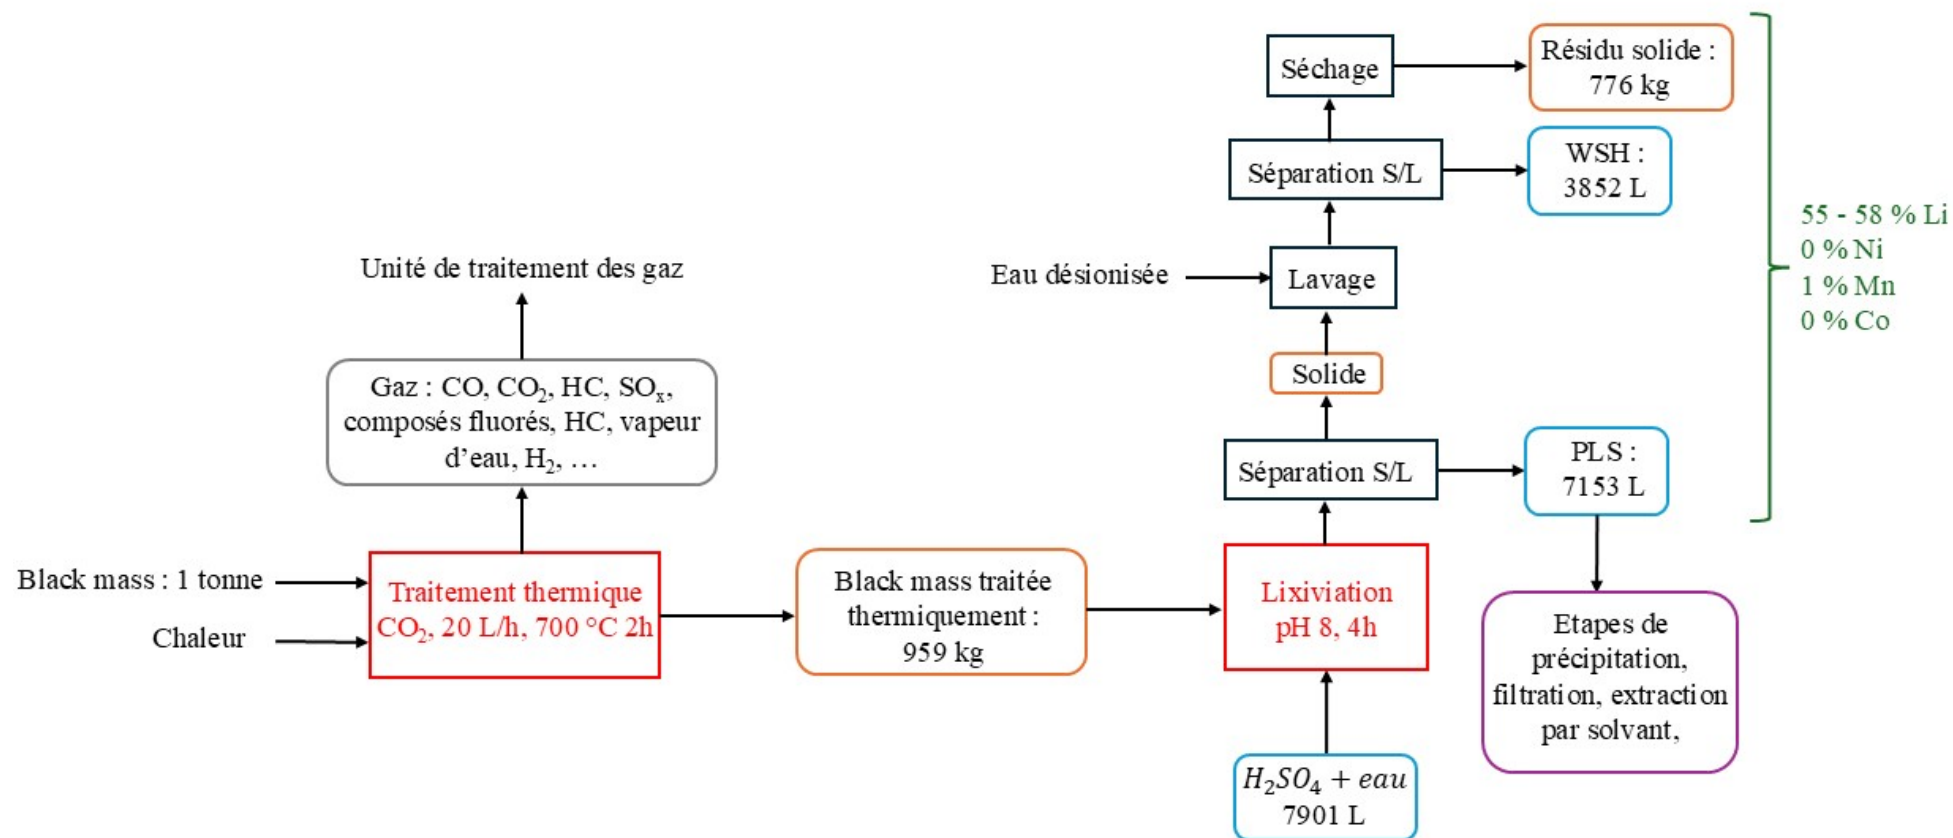 Séchage
Résidu solide :
776 kg
Séparation S/L
WSH :
3852 L
55 - 58 % Li
0 % Ni
1 % Mn
0 % Co
Unité de traitement des gaz
Eau désionisée
Lavage
Gaz : CO, CO₂, HC, SOₓ,
composés fluorés, HC, vapeur
d’eau, H₂, …
Solide
Séparation S/L
PLS :
7153 L
Black mass : 1 tonne
Chaleur
Traitement thermique
CO₂, 20 L/h, 700 °C 2h
Black mass traitée
thermiquement :
959 kg
Lixiviation
pH 8, 4h
Etapes de
précipitation,
filtration, extraction
par solvant,
H₂SO₄ + eau
7901 L